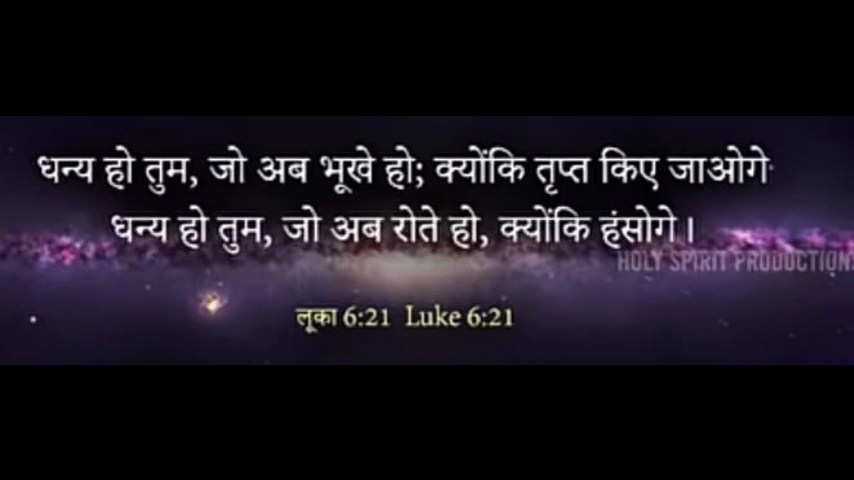 धन्य हो तुम, जो अब भूखे हो; क्योंकि तृप्त किए जाओगे
धन्य हो तुम, जो अब रोते हो, क्योंकि हंसोगे।
HOLY SPIRIT PRODUCTION
लूका 6:21 Luke 6:21